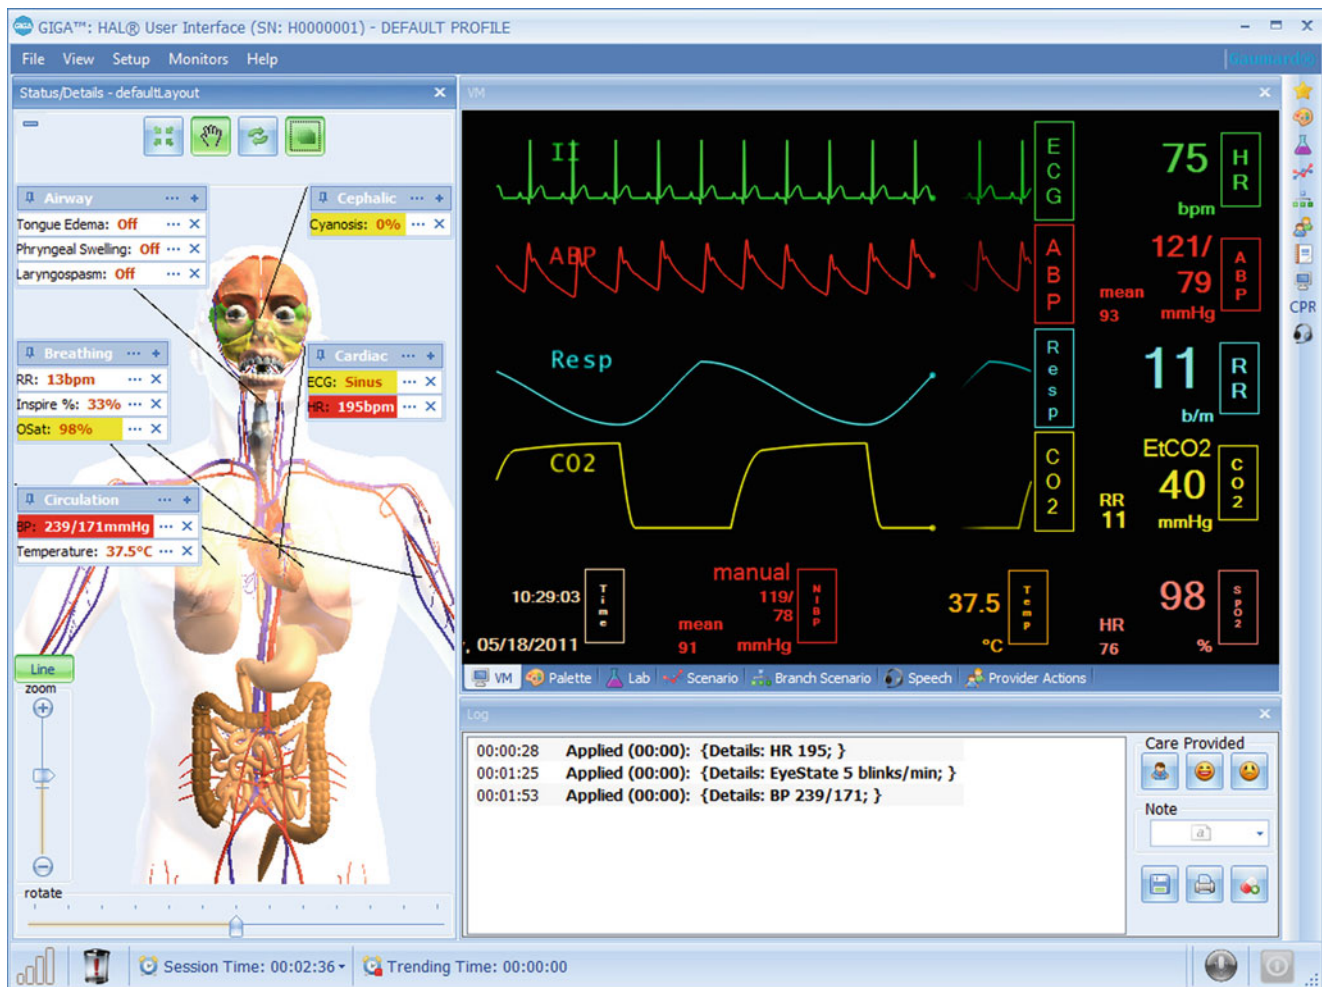 GIGA™: HAL® User Interface (SN: H0000001) - DEFAULT PROFILE
File View Setup Monitors Help
Gaumard
Status/Details - defaultLayout
Airway
Tongue Edema: Off
Phryngeal Swelling: Off
Laryngospasm: Off
Cephalic
Cyanosis: 0%
Breathing
RR: 13bpm
Inspire %: 33%
OSat: 98%
Cardiac
ECG: Sinus
HR: 195bpm
Circulation
BP: 239/171mmHg
Temperature: 37.5°C
Line
zoom
rotate
VM
II
ECG
75
HR
bpm
ABP
ABP
121/
79
mean
93
mmHg
ABP
Resp
Resp
11
RR
b/m
CO2
CO2
EtCO2
40
RR
11
mmHg
CO2
10:29:03
Time
, 05/18/2011
manual
119/
78
mean
91
mmHg
NIBP
37.5
°C
Temp
98
HR
76
%
SPO2
VM Palette Lab Scenario Branch Scenario Speech Provider Actions
CPR
Log
00:00:28 Applied (00:00): {Details: HR 195; }
00:01:25 Applied (00:00): {Details: EyeState 5 blinks/min; }
00:01:53 Applied (00:00): {Details: BP 239/171; }
Care Provided
Note
a
Session Time: 00:02:36
Trending Time: 00:00:00